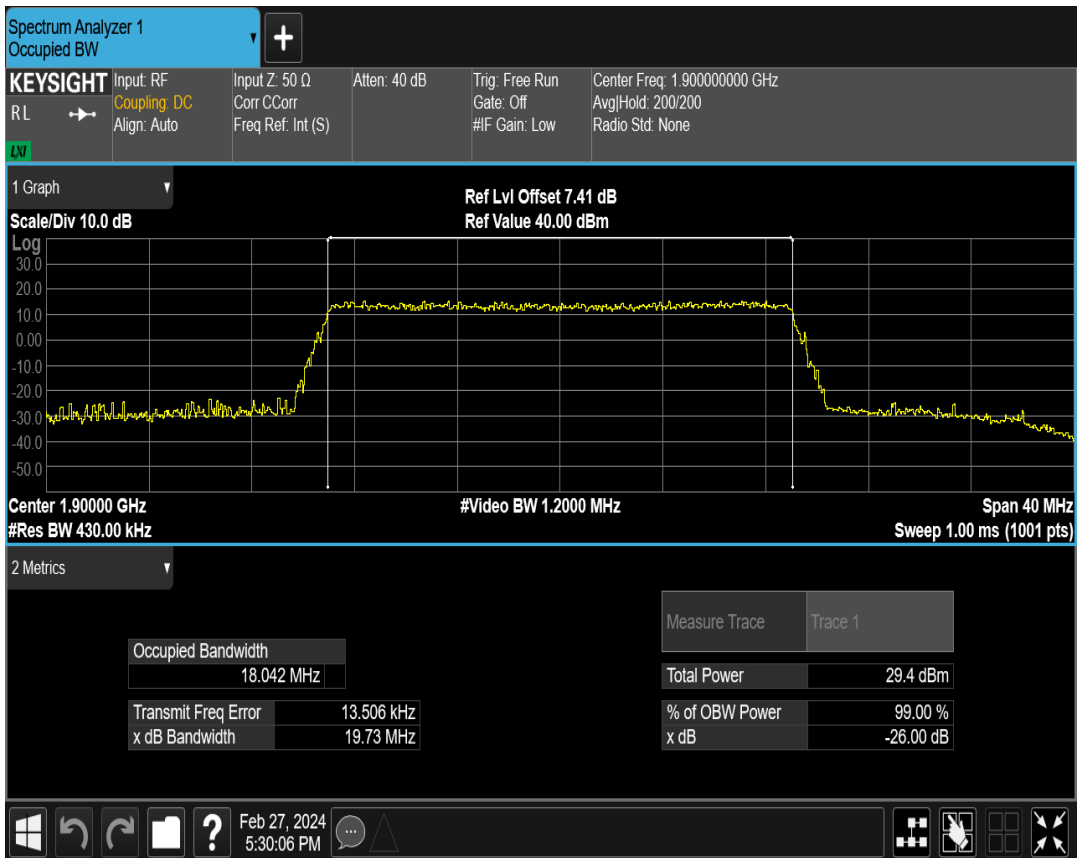 Spectrum Analyzer 1
Occupied BW
KEYSIGHT
RL
LXI
Input: RF
Coupling: DC
Align: Auto
Input Z: 50 Ω
Corr CCorr
Freq Ref: Int (S)
Atten: 40 dB
Trig: Free Run
Gate: Off
#IF Gain: Low
Center Freq: 1.900000000 GHz
Avg|Hold: 200/200
Radio Std: None
1 Graph
Scale/Div 10.0 dB
Ref Lvl Offset 7.41 dB
Ref Value 40.00 dBm
Log
30.0
20.0
10.0
0.00
-10.0
-20.0
-30.0
-40.0
-50.0
Center 1.90000 GHz
#Video BW 1.2000 MHz
Span 40 MHz
#Res BW 430.00 kHz
Sweep 1.00 ms (1001 pts)
2 Metrics
Measure Trace Trace 1
Occupied Bandwidth
18.042 MHz
Total Power 29.4 dBm
Transmit Freq Error 13.506 kHz
% of OBW Power 99.00 %
x dB Bandwidth 19.73 MHz
x dB -26.00 dB
?
Feb 27, 2024
5:30:06 PM